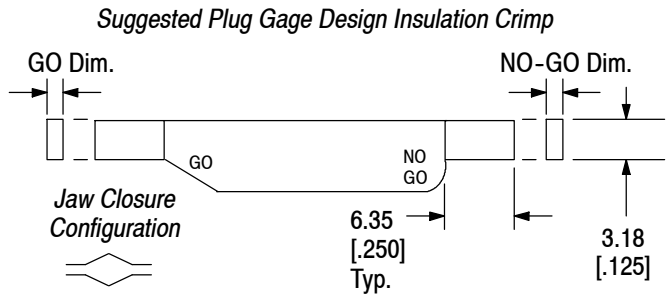 Suggested Plug Gage Design Insulation Crimp
GO Dim.
NO-GO Dim.
GO
NO
GO
Jaw Closure
Configuration
6.35
[.250]
Typ.
3.18
[.125]